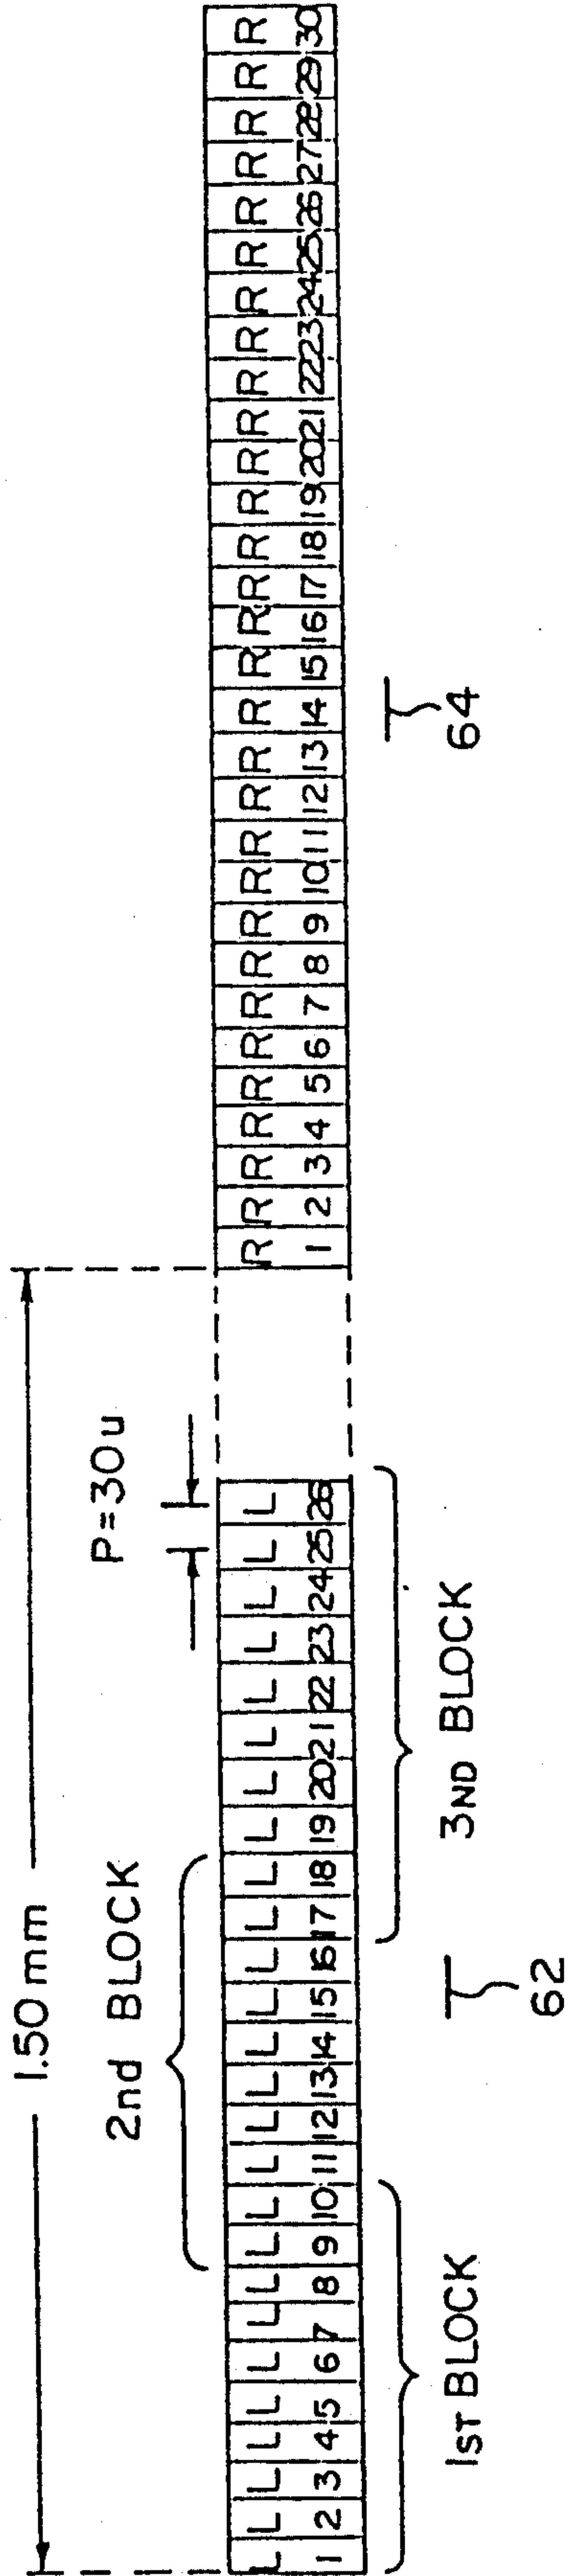 1.50 mm
P=30u
2nd BLOCK
L L L L L L L L L L L L L L L L L L L L L L L L L L
1 2 3 4 5 6 7 8 9 10 11 12 13 14 15 16 17 18 19 20 21 22 23 24 25 26
R R R R R R R R R R R R R R R R R R R R R R R R R R R R R R
1 2 3 4 5 6 7 8 9 10 11 12 13 14 15 16 17 18 19 20 21 22 23 24 25 26 27 28 29 30
1ST BLOCK
3ND BLOCK
62
64